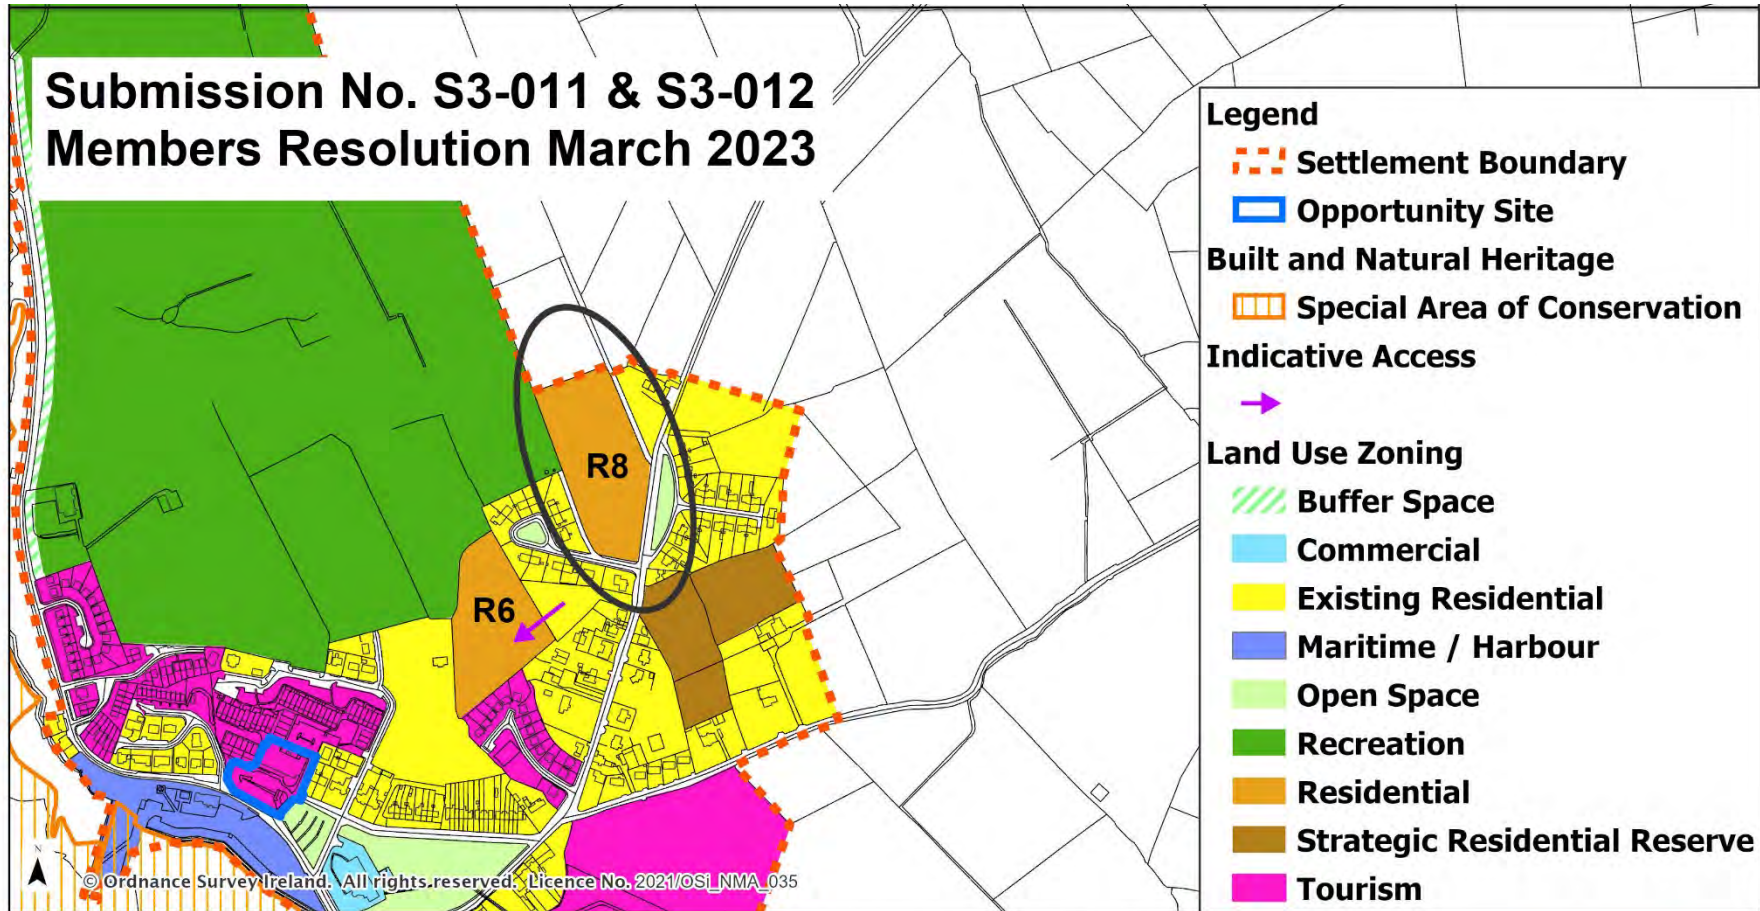 Submission No. S3-011 & S3-012
Members Resolution March 2023
Legend
Settlement Boundary
Opportunity Site
Built and Natural Heritage
Special Area of Conservation
Indicative Access
Land Use Zoning
Buffer Space
Commercial
Existing Residential
Maritime / Harbour
Open Space
Recreation
Residential
Strategic Residential Reserve
Tourism
R8
R6
N
© Ordnance Survey Ireland. All rights reserved. Licence No. 2021/OSi_NMA_035